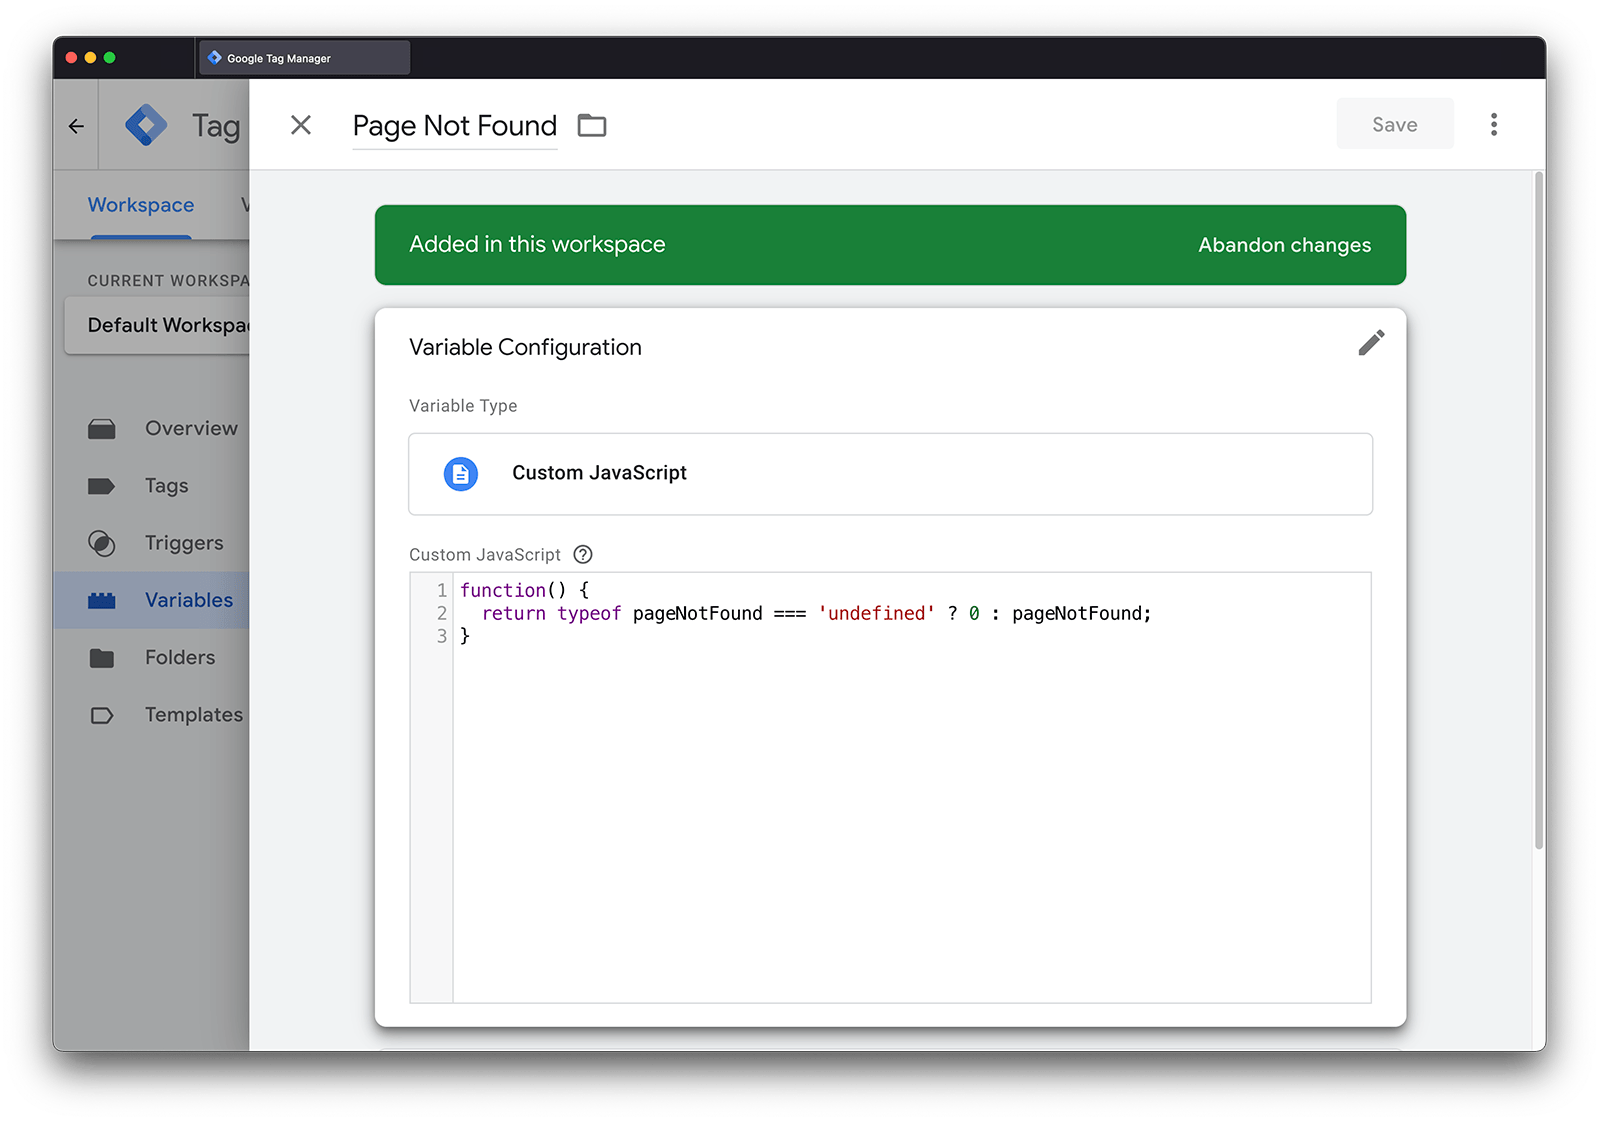 Google Tag Manager
Tag
Page Not Found
Save
Workspace
Added in this workspace
Abandon changes
CURRENT WORKSPA
Default Workspac
Overview
Tags
Triggers
Variables
Folders
Templates
Variable Configuration
Variable Type
Custom JavaScript
Custom JavaScript
1 function() {
2   return typeof pageNotFound === 'undefined' ? 0 : pageNotFound;
3 }